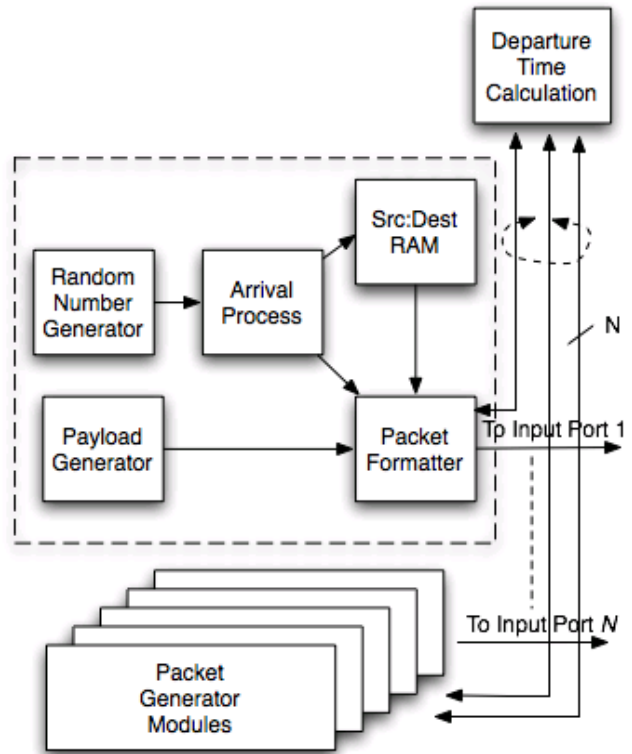 Departure
Time
Calculation
Src:Dest
RAM
Random
Number
Generator
Arrival
Process
N
Payload
Generator
Packet
Formatter
To Input Port 1
To Input Port N
Packet
Generator
Modules